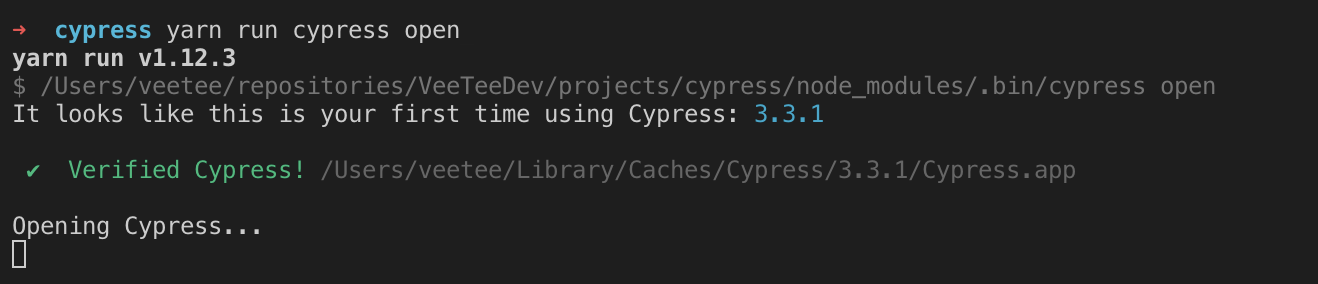 ➜  cypress yarn run cypress open
yarn run v1.12.3
$ /Users/veetee/repositories/VeeTeeDev/projects/cypress/node_modules/.bin/cypress open
It looks like this is your first time using Cypress: 3.3.1
✔  Verified Cypress! /Users/veetee/Library/Caches/Cypress/3.3.1/Cypress.app
Opening Cypress...